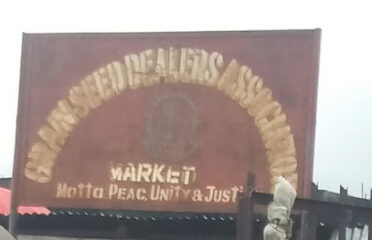 GRAIN SEED DEALERS ASSOCIATION
MARKET
Motto. PEAC. UNITY & JUSTI